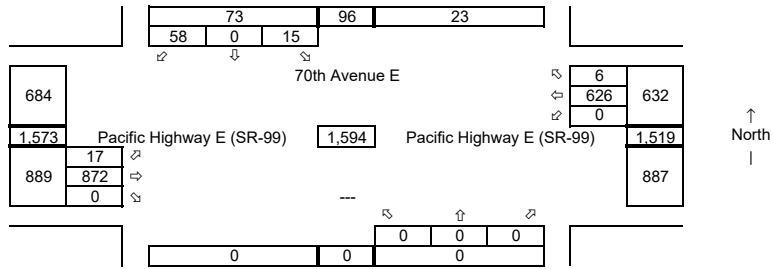 73 96 23
58 0 15
⬃ ⇩ ⬂
70th Avenue E
⬁ 6
684 ⇦ 626 632
⬃ 0
1,573 Pacific Highway E (SR-99) 1,594 Pacific Highway E (SR-99) 1,519
17 ⬀
889 872 ⇨ 887
0 ⬂ ---
⬁ ⇧ ⬀
0 0 0
0 0 0
↑
North
|